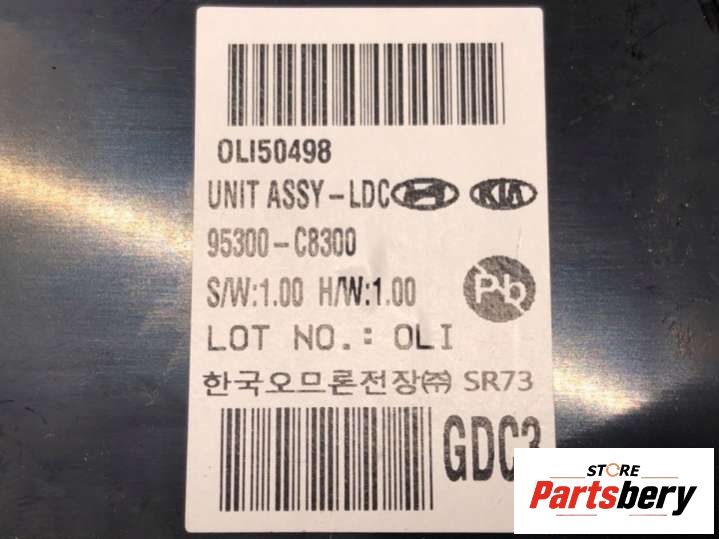 OLI50498
UNIT ASSY-LDC KIA
95300-C8300
S/W:1.00 H/W:1.00 Pb
LOT NO.: OLI
한국오므론전장㈜ SR73
GDC3
STORE
Partsbery